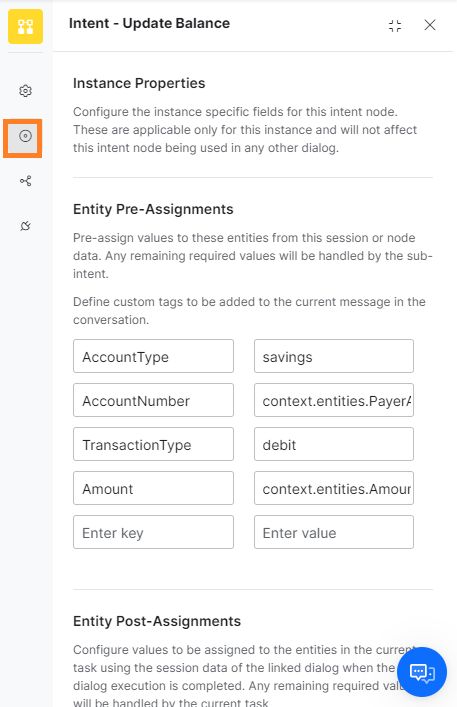 Intent - Update Balance
Instance Properties
Configure the instance specific fields for this intent node.
These are applicable only for this instance and will not affect
this intent node being used in any other dialog.
Entity Pre-Assignments
Pre-assign values to these entities from this session or node
data. Any remaining required values will be handled by the sub-
intent.
Define custom tags to be added to the current message in the
conversation.
AccountType savings
AccountNumber context.entities.PayerA
TransactionType debit
Amount context.entities.Amoun
Enter key Enter value
Entity Post-Assignments
Configure values to be assigned to the entities in the current
task using the session data of the linked dialog when the
dialog execution is completed. Any remaining required
will be handled by the current task